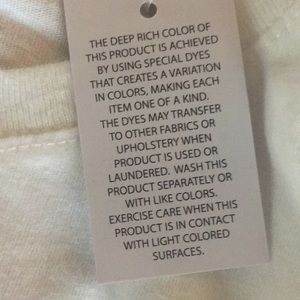 THE DEEP RICH COLOR OF
THIS PRODUCT IS ACHIEVED
BY USING SPECIAL DYES
THAT CREATES A VARIATION
IN COLORS, MAKING EACH
ITEM ONE OF A KIND.
THE DYES MAY TRANSFER
TO OTHER FABRICS OR
UPHOLSTERY WHEN
PRODUCT IS USED OR
LAUNDERED. WASH THIS
PRODUCT SEPARATELY OR
WITH LIKE COLORS.
EXERCISE CARE WHEN THIS
PRODUCT IS IN CONTACT
WITH LIGHT COLORED
SURFACES.